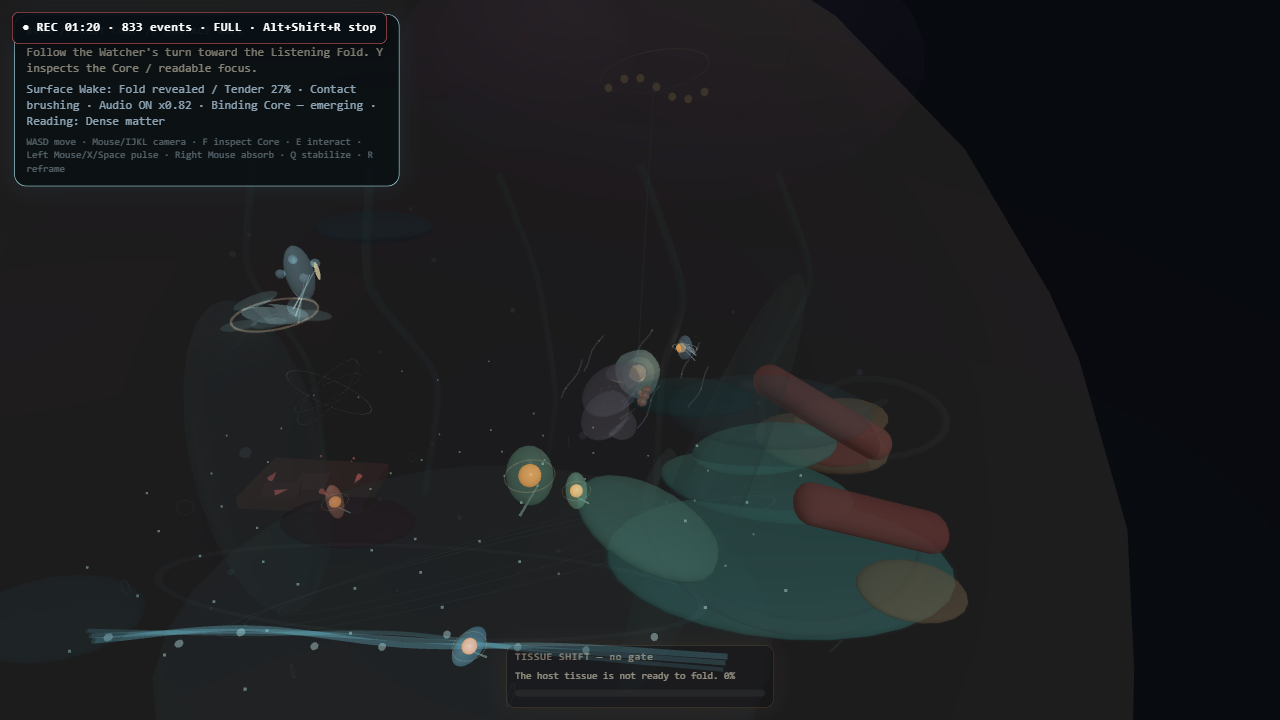 ● REC 01:20 · 833 events · FULL · Alt+Shift+R stop
Follow the Watcher's turn toward the Listening Fold. Y
inspects the Core / readable focus.
Surface Wake: Fold revealed / Tender 27% · Contact
brushing · Audio ON x0.82 · Binding Core — emerging ·
Reading: Dense matter
WASD move · Mouse/IJKL camera · F inspect Core · E interact ·
Left Mouse/X/Space pulse · Right Mouse absorb · Q stabilize · R
reframe
TISSUE SHIFT — no gate
The host tissue is not ready to fold. 0%